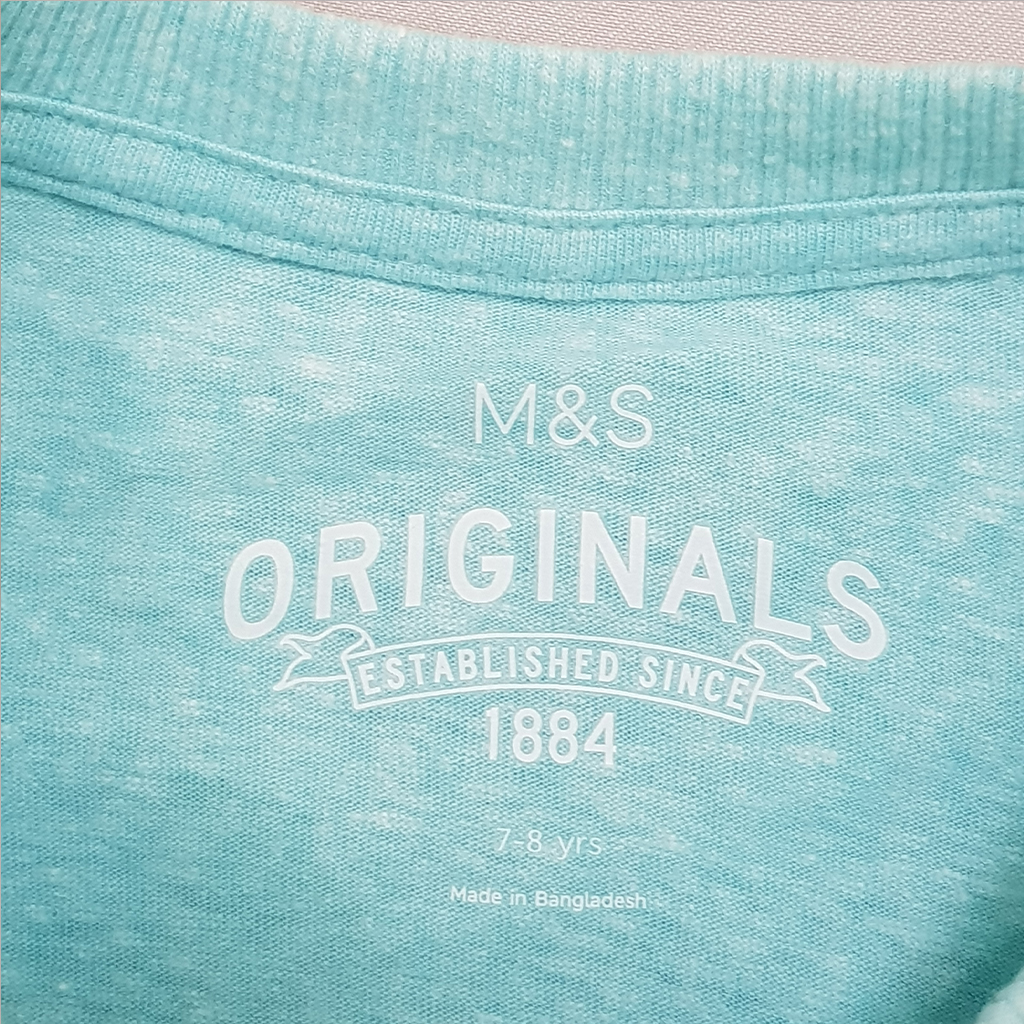 M&S
ORIGINALS
ESTABLISHED SINCE
1884
7-8 yrs
Made in Bangladesh